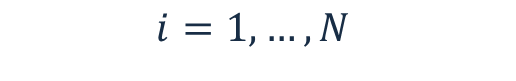 i = 1, … , N